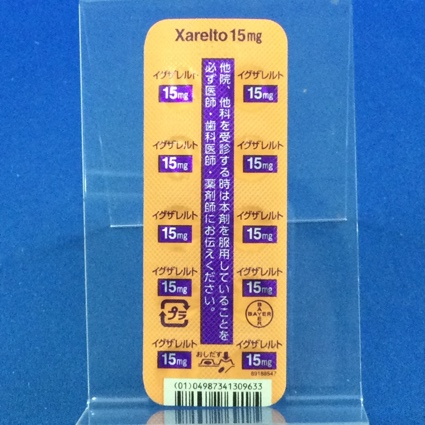 Xarelto 15mg
イグザレルト
15mg
イグザレルト
15mg
イグザレルト
15mg
イグザレルト
15mg
イグザレルト
15mg
イグザレルト
15mg
イグザレルト
15mg
イグザレルト
15mg
他院、他科を受診する時は本剤を服用していることを
必ず医師・歯科医師・薬剤師にお伝えください。
プラ
BAYER
BAYER
イグザレルト
15mg
おしだす
イグザレルト
15mg
(01)04987341309633